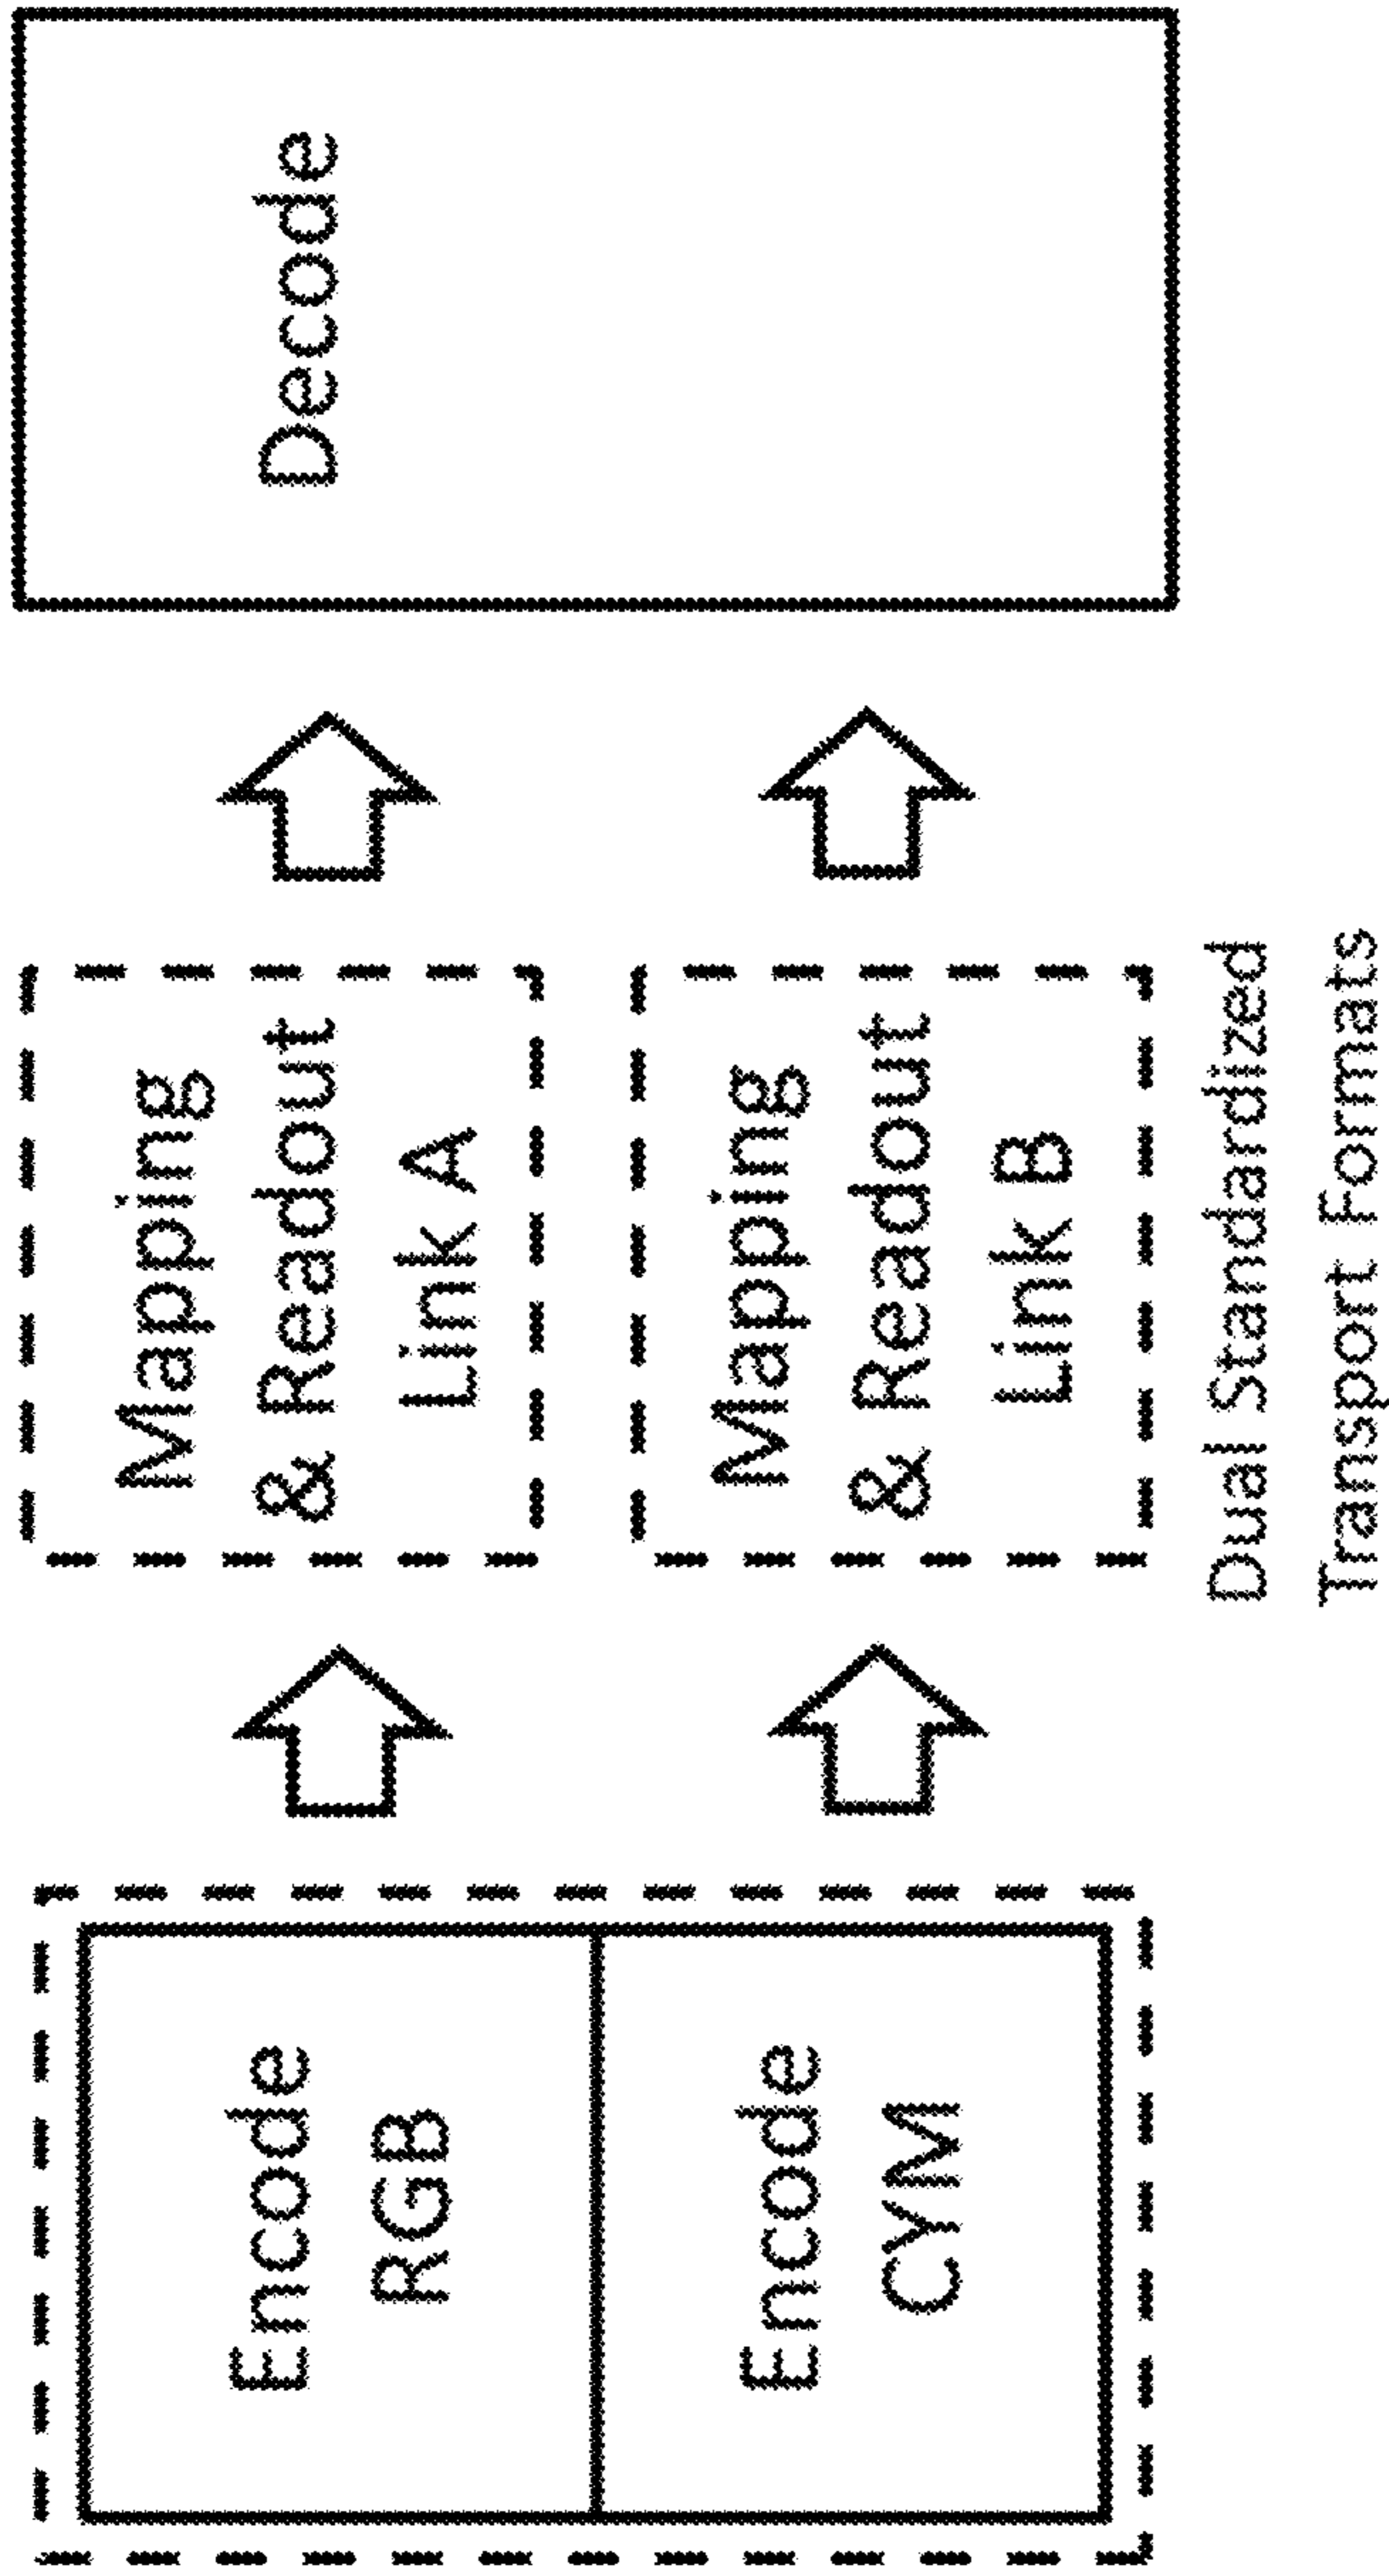 Encode
RGB
Encode
CYM
Mapping
& Readout
Link A
Mapping
& Readout
Link B
Dual Standardized
Transport Formats
Decode